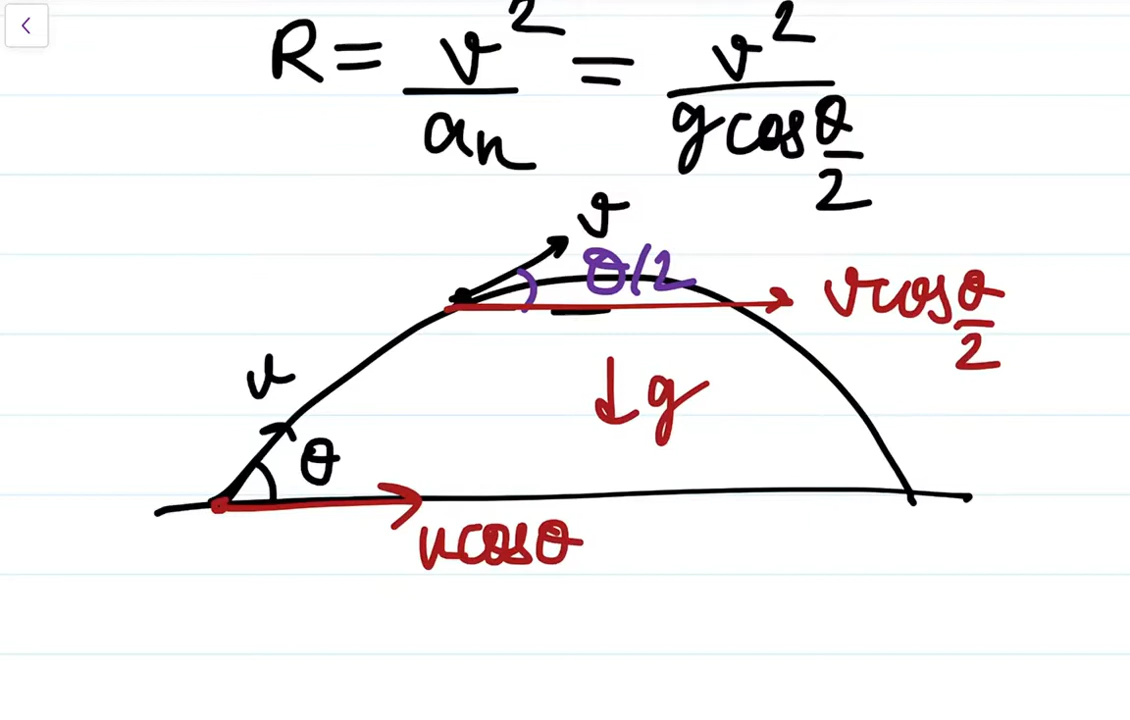 R = v²/aₙ = v²/(g cos θ/2)
v
θ/2
v cos θ/2
u
g
θ
u cos θ